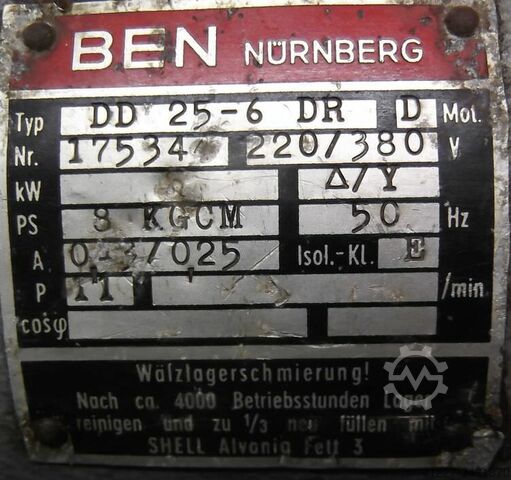 BEN NÜRNBERG
Typ DD 25-6 DR D Mot.
Nr. 220/380 V
kW Δ/Y
PS 8 KGCM 50 Hz
A Isol.-Kl. E
P 11 /min
cosφ
Wälzlagerschmierung!
Nach ca. 4000 Betriebsstunden Lager
reinigen und zu 1/3 neu füllen mit
SHELL Alvania Fett 3